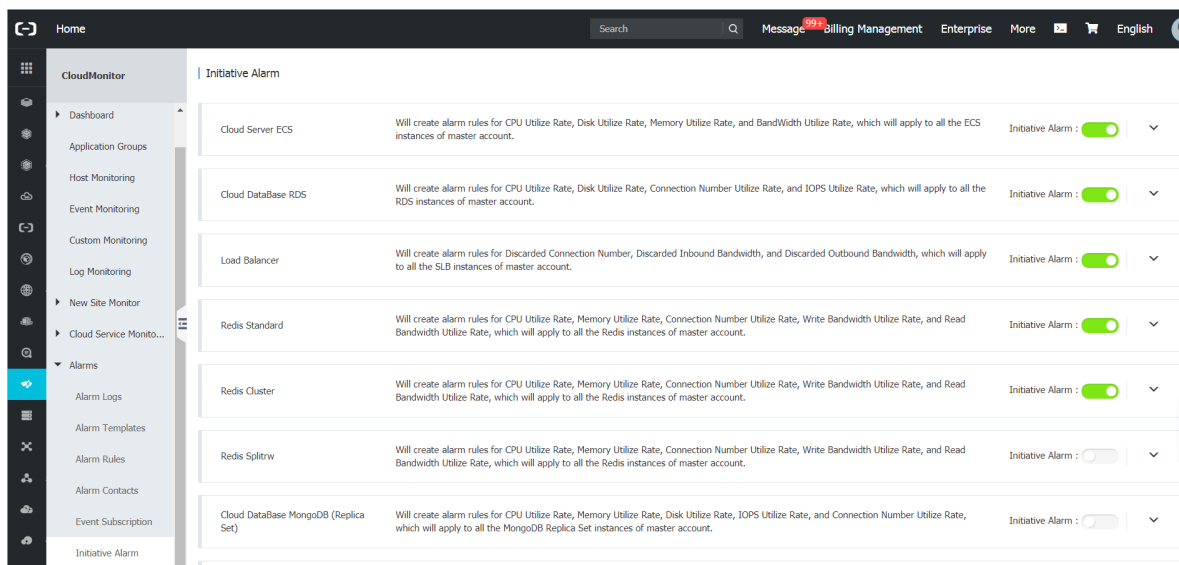 Home
Search
Message
99+
Billing Management
Enterprise
More
English
CloudMonitor
Dashboard
Application Groups
Host Monitoring
Event Monitoring
Custom Monitoring
Log Monitoring
New Site Monitor
Cloud Service Monito...
Alarms
Alarm Logs
Alarm Templates
Alarm Rules
Alarm Contacts
Event Subscription
Initiative Alarm
Initiative Alarm
Cloud Server ECS
Will create alarm rules for CPU Utilize Rate, Disk Utilize Rate, Memory Utilize Rate, and BandWidth Utilize Rate, which will apply to all the ECS
instances of master account.
Initiative Alarm :
Cloud DataBase RDS
Will create alarm rules for CPU Utilize Rate, Disk Utilize Rate, Connection Number Utilize Rate, and IOPS Utilize Rate, which will apply to all the
RDS instances of master account.
Initiative Alarm :
Load Balancer
Will create alarm rules for Discarded Connection Number, Discarded Inbound Bandwidth, and Discarded Outbound Bandwidth, which will apply
to all the SLB instances of master account.
Initiative Alarm :
Redis Standard
Will create alarm rules for CPU Utilize Rate, Memory Utilize Rate, Connection Number Utilize Rate, Write Bandwidth Utilize Rate, and Read
Bandwidth Utilize Rate, which will apply to all the Redis instances of master account.
Initiative Alarm :
Redis Cluster
Will create alarm rules for CPU Utilize Rate, Memory Utilize Rate, Connection Number Utilize Rate, Write Bandwidth Utilize Rate, and Read
Bandwidth Utilize Rate, which will apply to all the Redis instances of master account.
Initiative Alarm :
Redis Splitrw
Will create alarm rules for CPU Utilize Rate, Memory Utilize Rate, Connection Number Utilize Rate, Write Bandwidth Utilize Rate, and Read
Bandwidth Utilize Rate, which will apply to all the Redis instances of master account.
Initiative Alarm :
Cloud DataBase MongoDB (Replica
Set)
Will create alarm rules for CPU Utilize Rate, Memory Utilize Rate, Disk Utilize Rate, IOPS Utilize Rate, and Connection Number Utilize Rate,
which will apply to all the MongoDB Replica Set instances of master account.
Initiative Alarm :